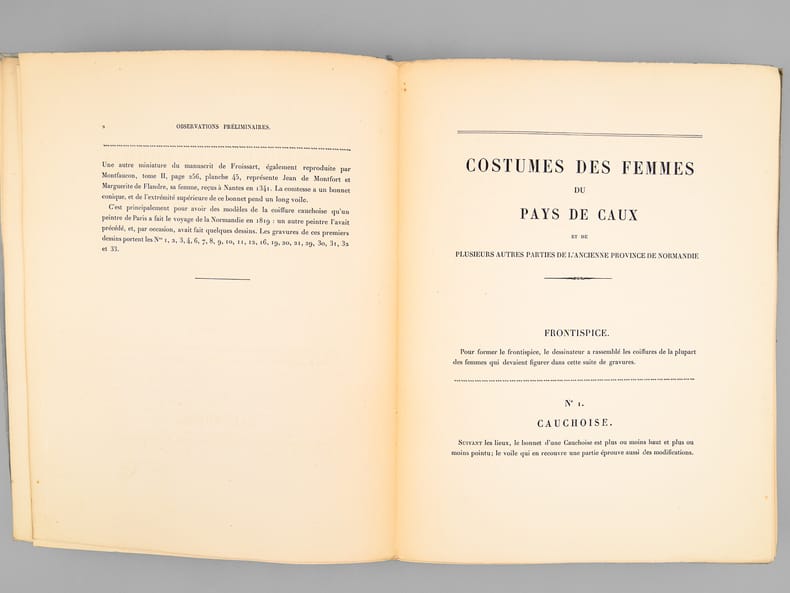 2 OBSERVATIONS PRÉLIMINAIRES.
Une autre miniature du manuscrit de Froissart, également reproduite par
Montfaucon, tome II, page 256, planche 45, représente Jean de Montfort et
Marguerite de Flandre, sa femme, reçus à Nantes en 1341. La comtesse a un bonnet
conique, et de l'extrémité supérieure de ce bonnet pend un long voile.
C'est principalement pour avoir des modèles de la coiffure cauchoise qu'un
peintre de Paris a fait le voyage de la Normandie en 1819 : un autre peintre l'avait
précédé, et, par occasion, avait fait quelques dessins. Les gravures de ces premiers
dessins portent les Nos 1, 2, 3, 4, 6, 7, 8, 9, 10, 11, 12, 16, 19, 20, 21, 29, 30, 31, 32
et 33.
COSTUMES DES FEMMES
DU
PAYS DE CAUX
ET DE
PLUSIEURS AUTRES PARTIES DE L'ANCIENNE PROVINCE DE NORMANDIE
FRONTISPICE.
Pour former le frontispice, le dessinateur a rassemblé les coiffures de la plupart
des femmes qui devaient figurer dans cette suite de gravures.
No 1.
CAUCHOISE.
SUIVANT les lieux, le bonnet d'une Cauchoise est plus ou moins haut et plus ou
moins pointu; le voile qui en recouvre une partie éprouve aussi des modifications.